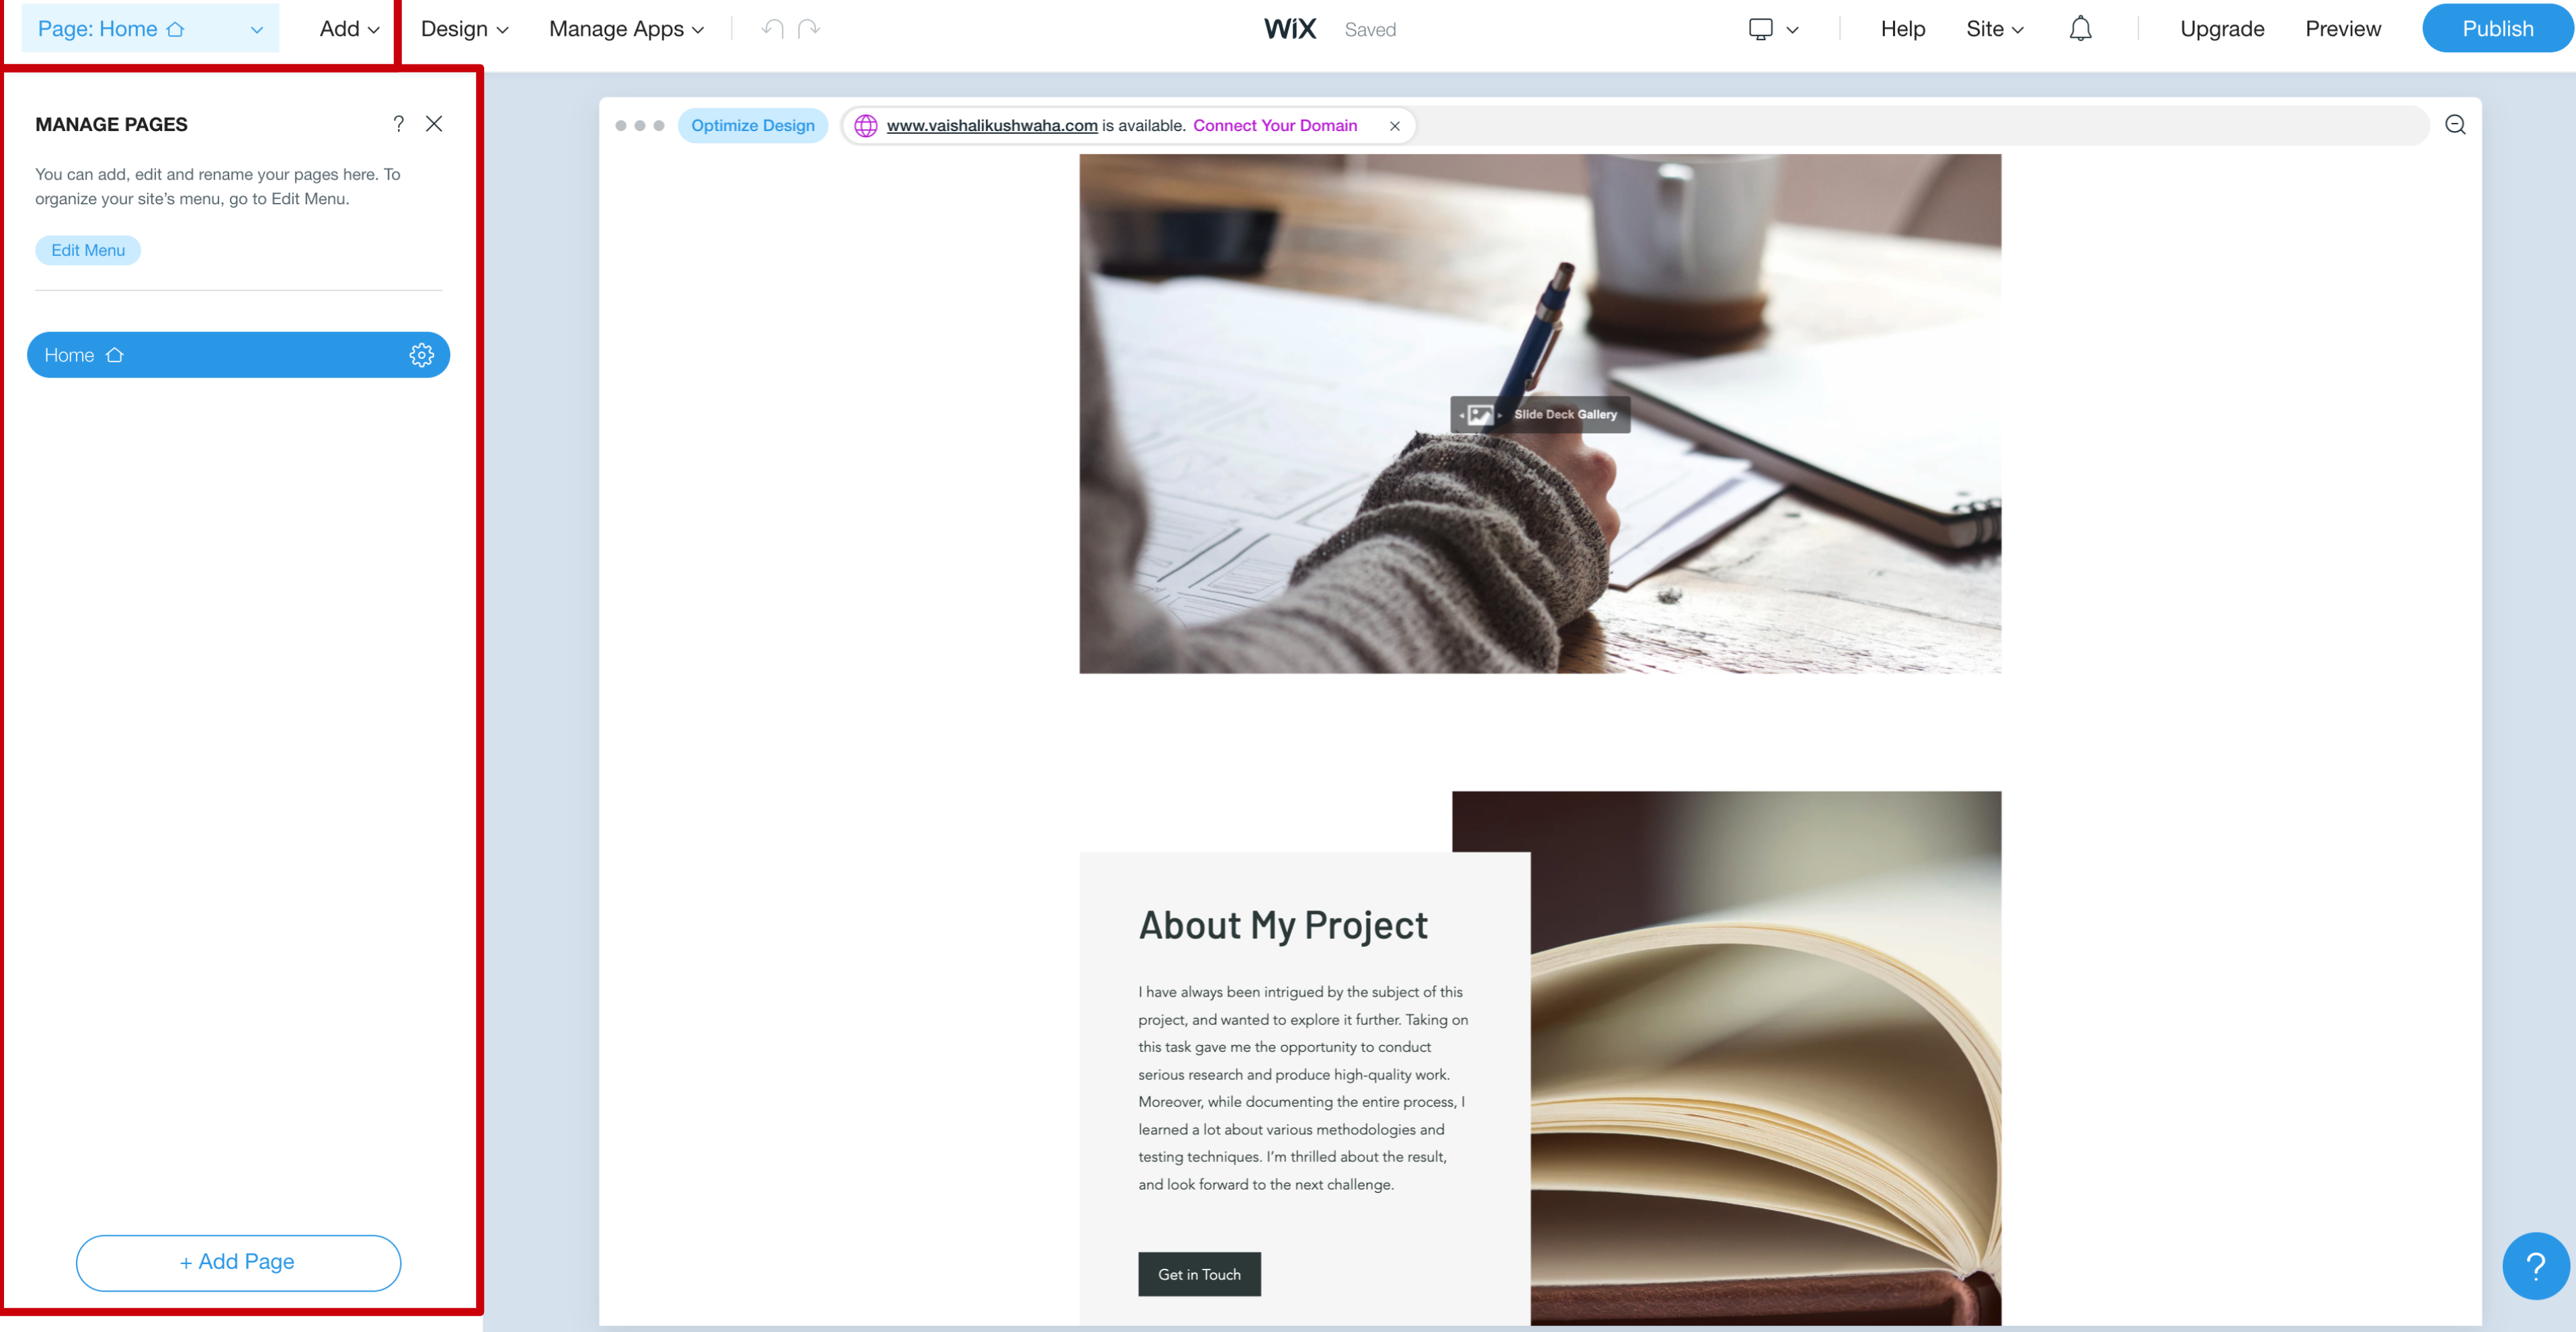 Page: Home Add Design Manage Apps WiX Saved Help Site Upgrade Preview Publish
MANAGE PAGES ?
You can add, edit and rename your pages here. To
organize your site's menu, go to Edit Menu.
Edit Menu
Home
+ Add Page
Optimize Design www.vaishalikushwaha.com is available. Connect Your Domain
Slide Deck Gallery
About My Project
I have always been intrigued by the subject of this
project, and wanted to explore it further. Taking on
this task gave me the opportunity to conduct
serious research and produce high-quality work.
Moreover, while documenting the entire process, I
learned a lot about various methodologies and
testing techniques. I'm thrilled about the result,
and look forward to the next challenge.
Get in Touch
?